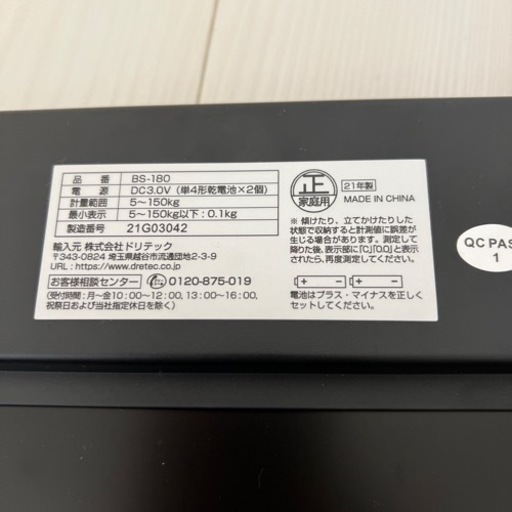 品番 BS-180
電源 DC3.0V（単4形乾電池×2個）
計量範囲 5～150kg
最小表示 5～150kg以下：0.1kg
製造番号 21G03042
輸入元 株式会社ドリテック
〒343-0824 埼玉県越谷市流通団地2-3-9
URL：https://www.dretec.co.jp
お客様相談センター 0120-875-019
（受付時間：月～金10：00～12：00, 13：00～16：00,
祝祭日および当社指定休日を除く）
正
家庭用
21年製
MADE IN CHINA
※ 傾けたり、立てかけたりした
状態で収納すると計測値に誤差が
生じる場合があります。測定して
降りた後、表示部に「C」「0.0」と表
示されたら、再度測定してください。
電池はプラス・マイナスを正しく
セットしてください。
QC PAS
1